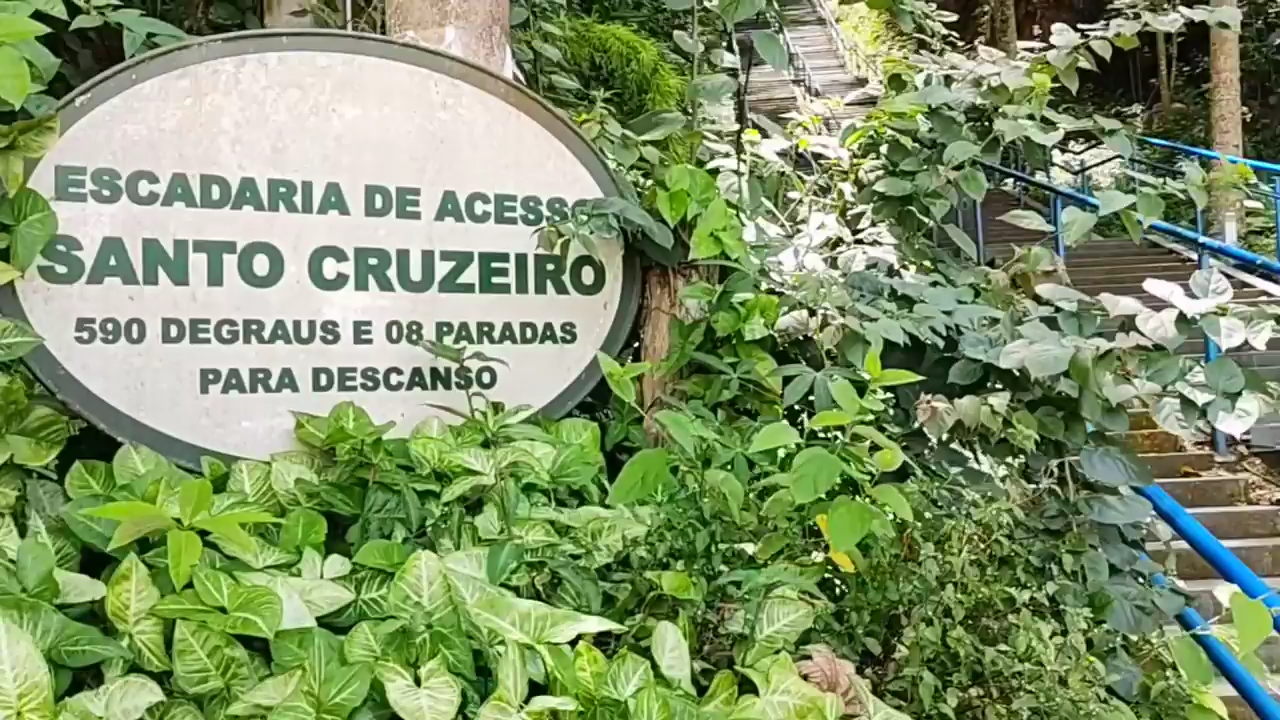 ESCADARIA DE ACESSO
SANTO CRUZEIRO
590 DEGRAUS E 08 PARADAS
PARA DESCANSO